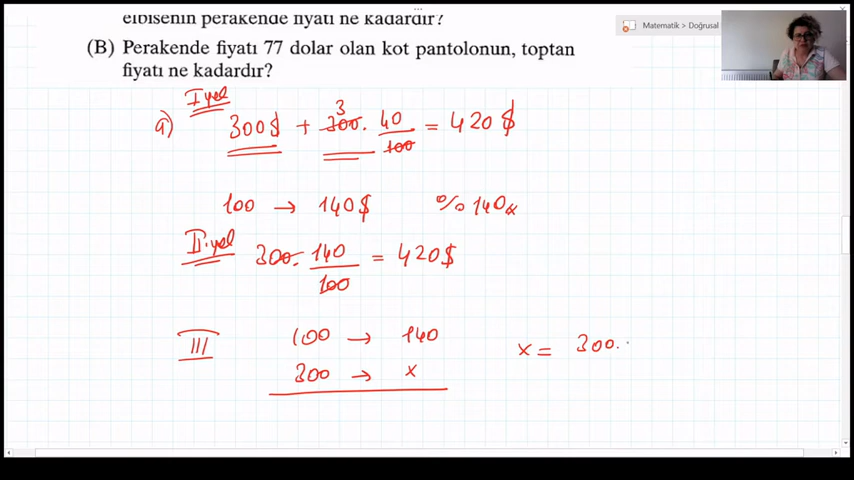 elbisenin perakende fiyatı ne kadardır?
(B) Perakende fiyatı 77 dolar olan kot pantolonun, toptan
fiyatı ne kadardır?
Matematik > Doğrusal
I yol
a) 300$ + 300. 40/100 = 420$
3
100 → 140$ %140x
II. yol 300. 140/100 = 420$
III 100 → 140
300 → x
x = 300.